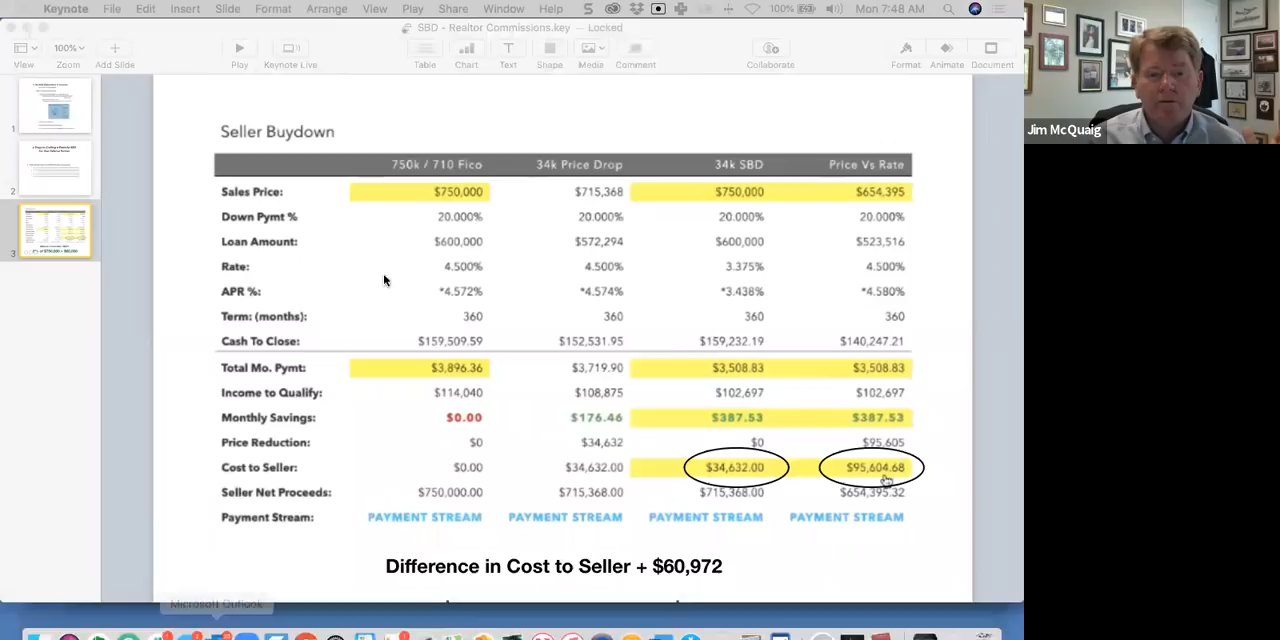 Keynote File Edit Insert Slide Format Arrange View Play Share Window Help 100% Mon 7:48 AM
SBD - Realtor Commissions.key — Locked
100%
View Zoom Add Slide Play Keynote Live Table Chart Text Shape Media Comment Collaborate Format Animate Document
1
2
3
Jim McQuaig
Seller Buydown
750k / 710 Fico 34k Price Drop 34k SBD Price Vs Rate
Sales Price: $750,000 $715,368 $750,000 $654,395
Down Pymt % 20.000% 20.000% 20.000% 20.000%
Loan Amount: $600,000 $572,294 $600,000 $523,516
Rate: 4.500% 4.500% 3.375% 4.500%
APR %: *4.572% *4.574% *3.438% *4.580%
Term: (months): 360 360 360 360
Cash To Close: $159,509.59 $152,531.95 $159,232.19 $140,247.21
Total Mo. Pymt: $3,896.36 $3,719.90 $3,508.83 $3,508.83
Income to Qualify: $114,040 $108,875 $102,697 $102,697
Monthly Savings: $0.00 $176.46 $387.53 $387.53
Price Reduction: $0 $34,632 $0 $95,605
Cost to Seller: $0.00 $34,632.00 $34,632.00 $95,604.68
Seller Net Proceeds: $750,000.00 $715,368.00 $715,368.00 $654,395.32
Payment Stream: PAYMENT STREAM PAYMENT STREAM PAYMENT STREAM PAYMENT STREAM
Difference in Cost to Seller + $60,972
Microsoft Outlook